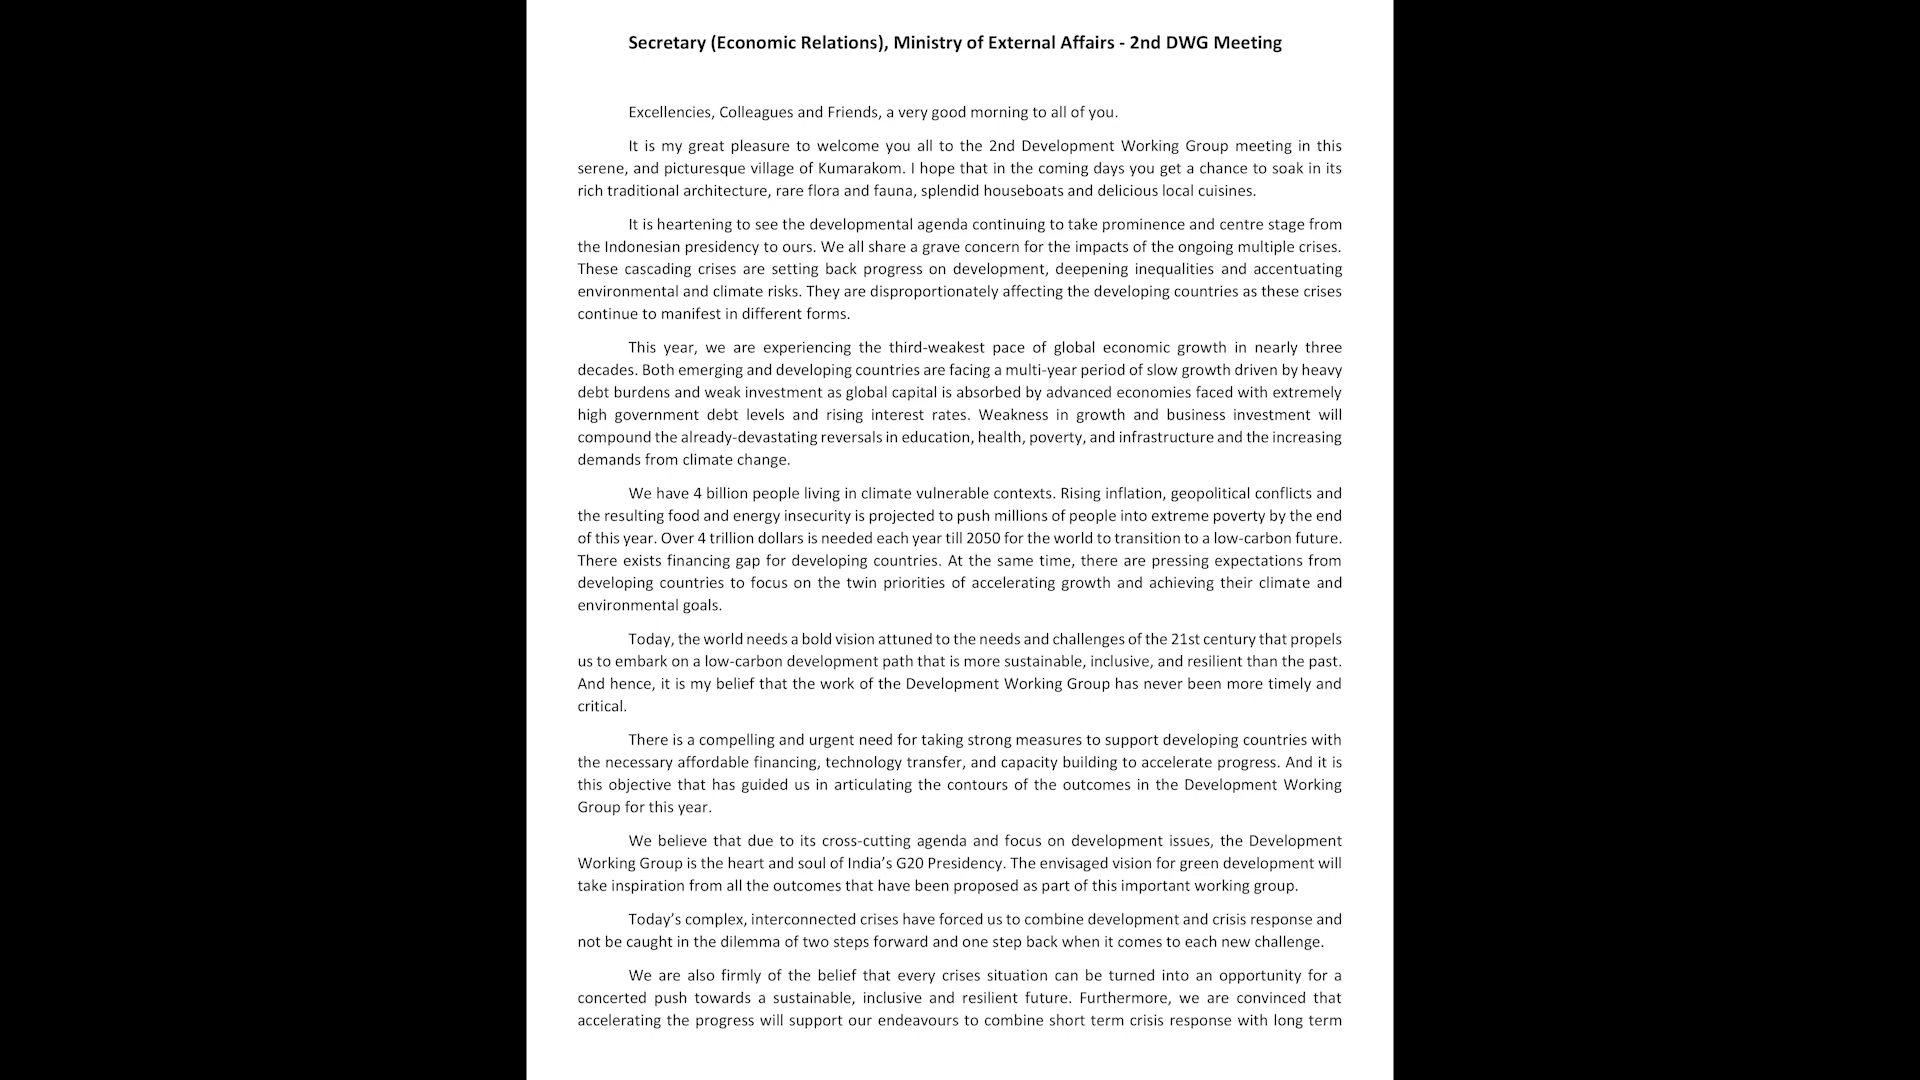 Secretary (Economic Relations), Ministry of External Affairs - 2nd DWG Meeting
Excellencies, Colleagues and Friends, a very good morning to all of you.
It is my great pleasure to welcome you all to the 2nd Development Working Group meeting in this
serene, and picturesque village of Kumarakom. I hope that in the coming days you get a chance to soak in its
rich traditional architecture, rare flora and fauna, splendid houseboats and delicious local cuisines.
It is heartening to see the developmental agenda continuing to take prominence and centre stage from
the Indonesian presidency to ours. We all share a grave concern for the impacts of the ongoing multiple crises.
These cascading crises are setting back progress on development, deepening inequalities and accentuating
environmental and climate risks. They are disproportionately affecting the developing countries as these crises
continue to manifest in different forms.
This year, we are experiencing the third-weakest pace of global economic growth in nearly three
decades. Both emerging and developing countries are facing a multi-year period of slow growth driven by heavy
debt burdens and weak investment as global capital is absorbed by advanced economies faced with extremely
high government debt levels and rising interest rates. Weakness in growth and business investment will
compound the already-devastating reversals in education, health, poverty, and infrastructure and the increasing
demands from climate change.
We have 4 billion people living in climate vulnerable contexts. Rising inflation, geopolitical conflicts and
the resulting food and energy insecurity is projected to push millions of people into extreme poverty by the end
of this year. Over 4 trillion dollars is needed each year till 2050 for the world to transition to a low-carbon future.
There exists financing gap for developing countries. At the same time, there are pressing expectations from
developing countries to focus on the twin priorities of accelerating growth and achieving their climate and
environmental goals.
Today, the world needs a bold vision attuned to the needs and challenges of the 21st century that propels
us to embark on a low-carbon development path that is more sustainable, inclusive, and resilient than the past.
And hence, it is my belief that the work of the Development Working Group has never been more timely and
critical.
There is a compelling and urgent need for taking strong measures to support developing countries with
the necessary affordable financing, technology transfer, and capacity building to accelerate progress. And it is
this objective that has guided us in articulating the contours of the outcomes in the Development Working
Group for this year.
We believe that due to its cross-cutting agenda and focus on development issues, the Development
Working Group is the heart and soul of India’s G20 Presidency. The envisaged vision for green development will
take inspiration from all the outcomes that have been proposed as part of this important working group.
Today’s complex, interconnected crises have forced us to combine development and crisis response and
not be caught in the dilemma of two steps forward and one step back when it comes to each new challenge.
We are also firmly of the belief that every crises situation can be turned into an opportunity for a
concerted push towards a sustainable, inclusive and resilient future. Furthermore, we are convinced that
accelerating the progress will support our endeavours to combine short term crisis response with long term